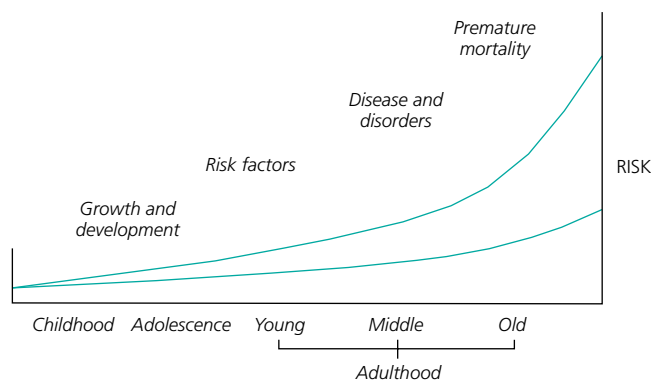 Premature
mortality
Disease and
disorders
Risk factors
RISK
Growth and
development
Childhood Adolescence Young Middle Old
Adulthood